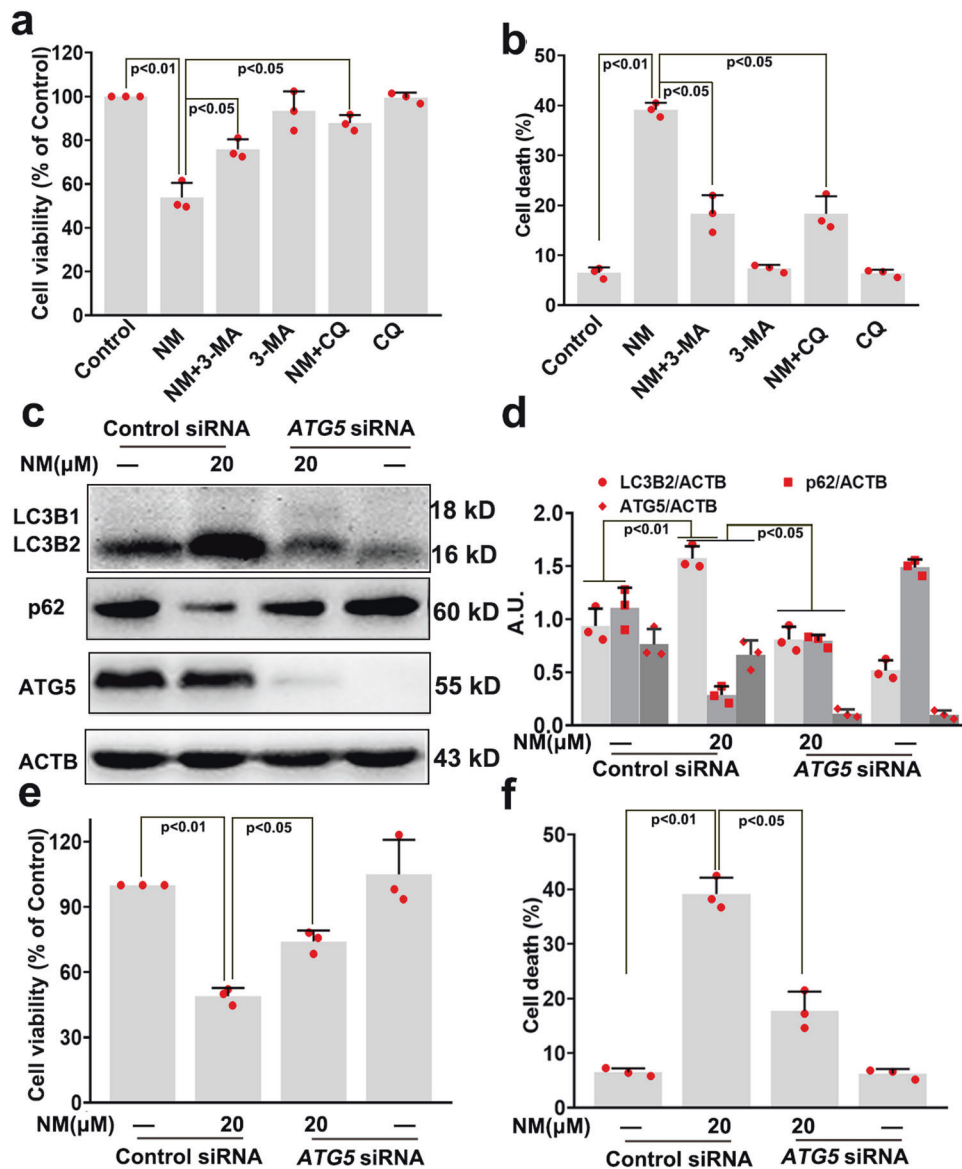 a
Cell viability (% of Control)
120
100
80
60
40
20
0
p<0.01
p<0.05
p<0.05
Control
NM
NM+3-MA
3-MA
NM+CQ
CQ
b
Cell death (%)
50
40
30
20
10
0
p<0.01
p<0.05
p<0.05
Control
NM
NM+3-MA
3-MA
NM+CQ
CQ
c
Control siRNA ATG5 siRNA
NM(μM) — 20 20 —
LC3B1 18 kD
LC3B2 16 kD
p62 60 kD
ATG5 55 kD
ACTB 43 kD
d
LC3B2/ACTB p62/ACTB
ATG5/ACTB
A.U.
2.0
1.5
1.0
0.5
0.0
p<0.01
p<0.05
NM(μM) — 20 20 —
Control siRNA ATG5 siRNA
e
Cell viability (% of Control)
120
90
60
30
0
p<0.01 p<0.05
NM(μM) — 20 20 —
Control siRNA ATG5 siRNA
f
Cell death (%)
50
40
30
20
10
0
p<0.01 p<0.05
NM(μM) — 20 20 —
Control siRNA ATG5 siRNA